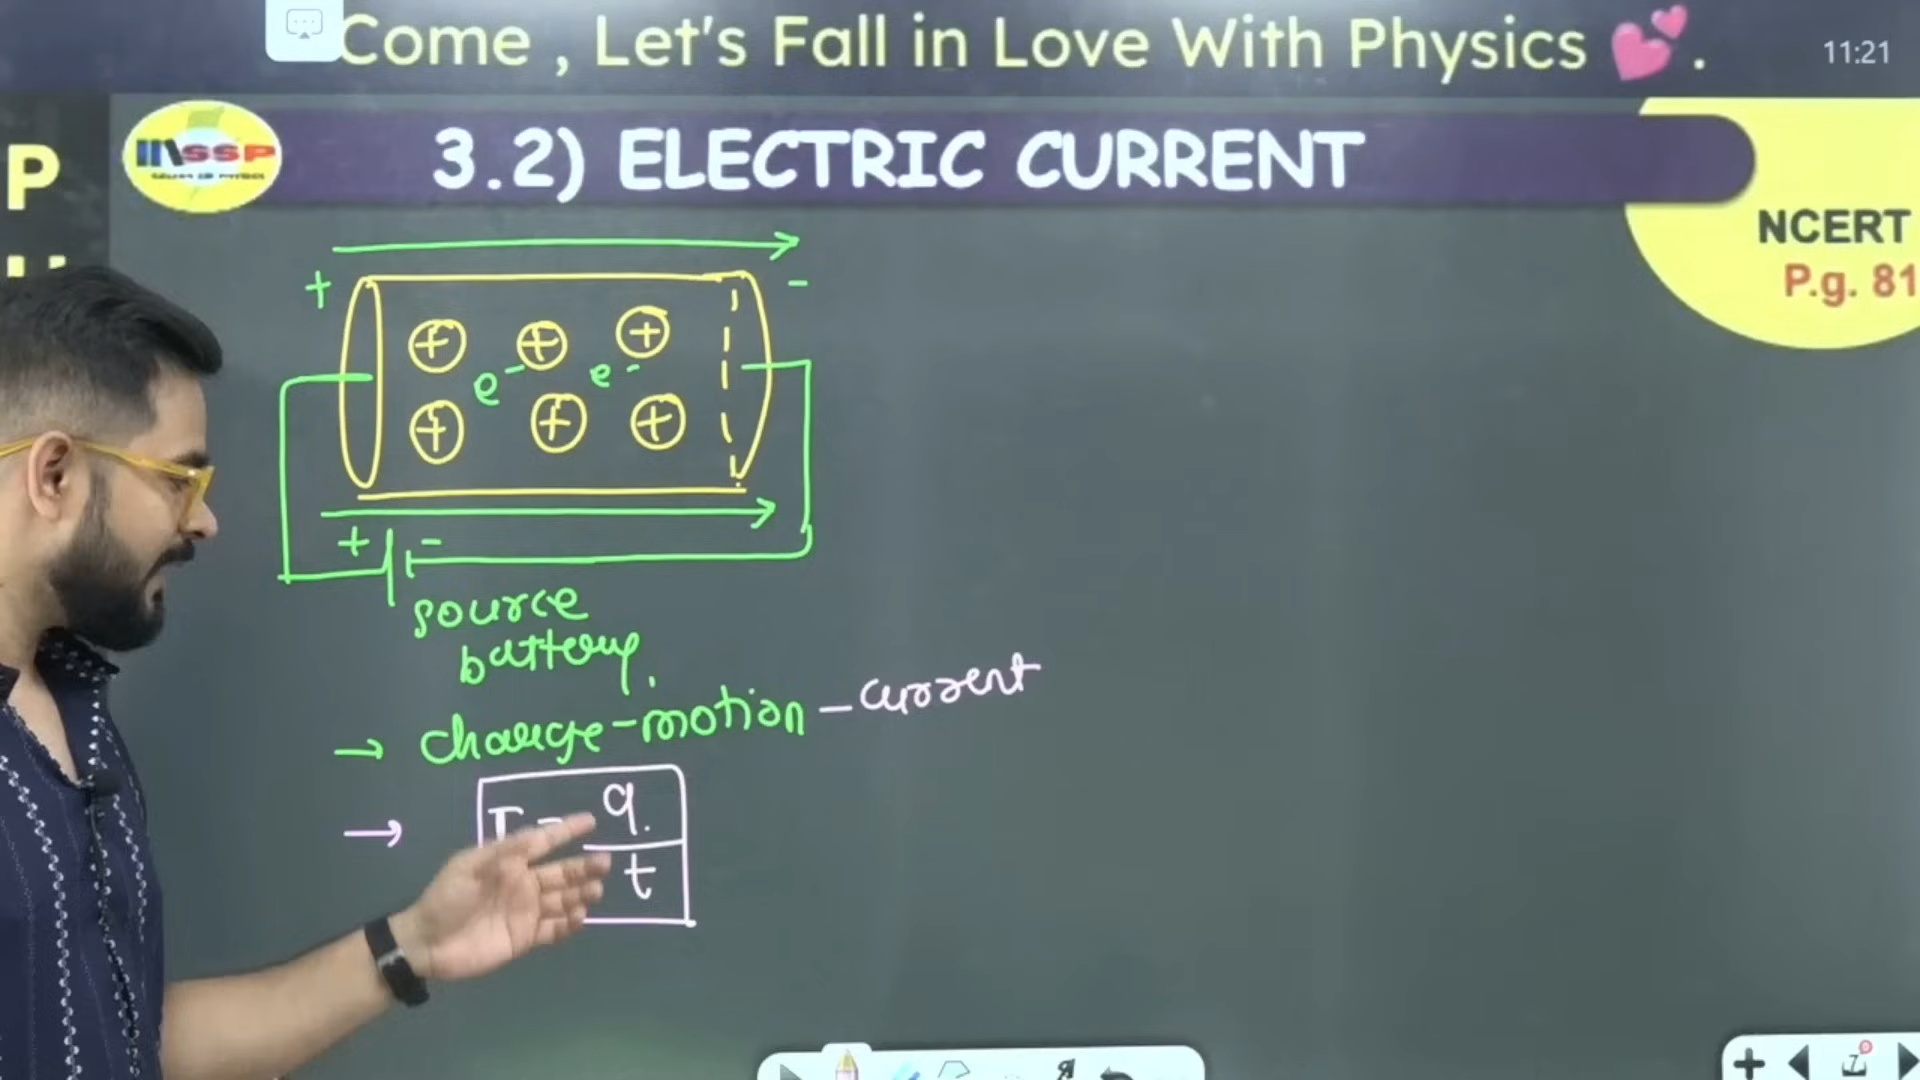 Come , Let's Fall in Love With Physics 💕 .
11:21
P
SSP
3.2) ELECTRIC CURRENT
NCERT
P.g. 81
+ -
+ + +
e- e-
+ + +
+ -
source
battery.
→ charge-motion - current
→ I = q.
t